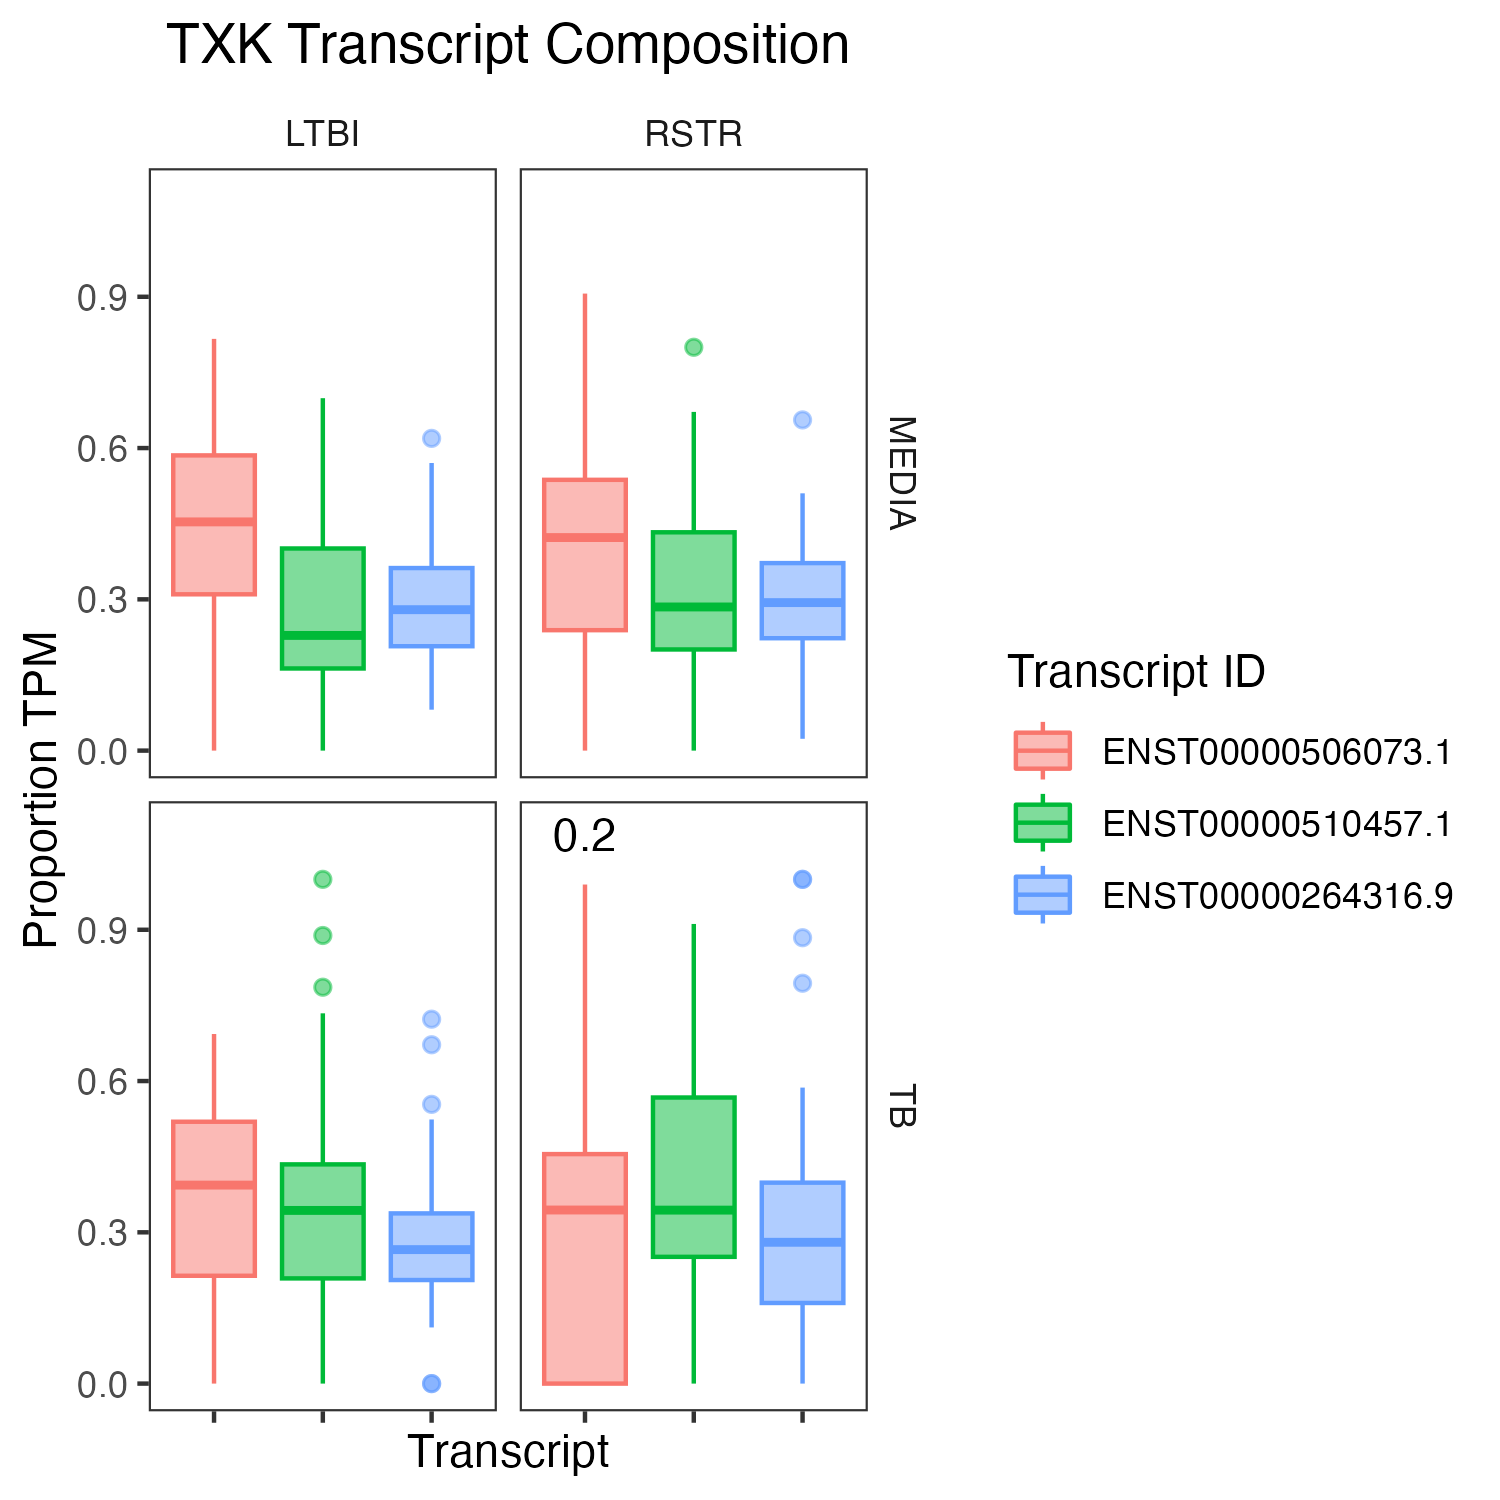 TXK Transcript Composition
LTBI
RSTR
0.9
0.6
0.3
0.0
MEDIA
Proportion TPM
0.2
0.9
0.6
0.3
0.0
TB
Transcript
Transcript ID
ENST00000506073.1
ENST00000510457.1
ENST00000264316.9